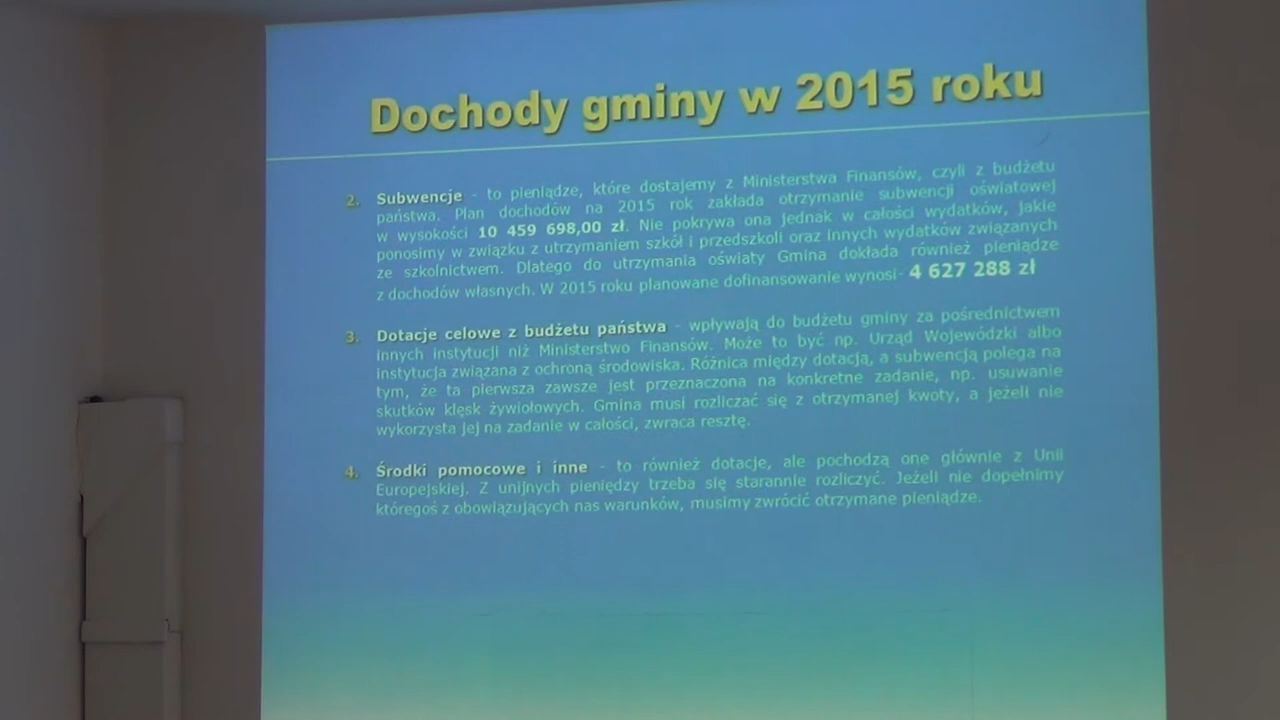 Dochody gminy w 2015 roku
2. Subwencje - to pieniądze, które dostajemy z Ministerstwa Finansów, czyli z budżetu
państwa. Plan dochodów na 2015 rok zakłada otrzymanie subwencji oświatowej
w wysokości 10 459 698,00 zł. Nie pokrywa ona jednak w całości wydatków, jakie
ponosimy w związku z utrzymaniem szkół i przedszkoli oraz innych wydatków związanych
ze szkolnictwem. Dlatego do utrzymania oświaty Gmina dokłada również pieniądze
z dochodów własnych. W 2015 roku planowane dofinansowanie wynosi- 4 627 288 zł
3. Dotacje celowe z budżetu państwa - wpływają do budżetu gminy za pośrednictwem
innych instytucji niż Ministerstwo Finansów. Może to być np. Urząd Wojewódzki albo
instytucja związana z ochroną środowiska. Różnica między dotacją, a subwencją polega na
tym, że ta pierwsza zawsze jest przeznaczona na konkretne zadanie, np. usuwanie
skutków klęsk żywiołowych. Gmina musi rozliczać się z otrzymanej kwoty, a jeżeli nie
wykorzysta jej na zadanie w całości, zwraca resztę.
4. Środki pomocowe i inne - to również dotacje, ale pochodzą one głównie z Unii
Europejskiej. Z unijnych pieniędzy trzeba się starannie rozliczyć. Jeżeli nie dopełnimy
któregoś z obowiązujących nas warunków, musimy zwrócić otrzymane pieniądze.